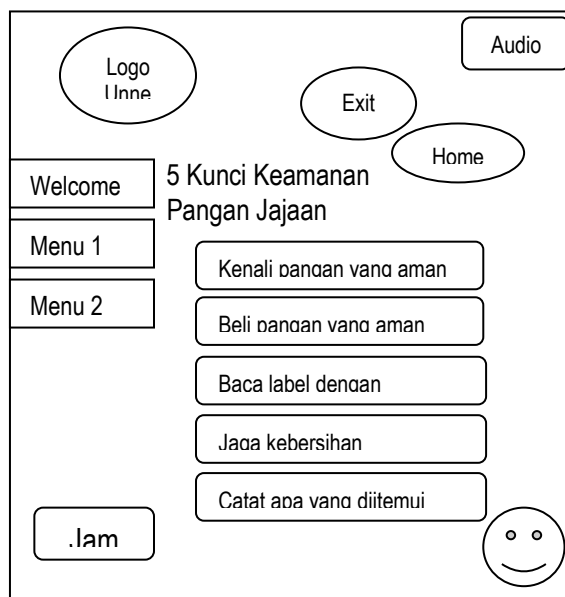 Audio
Logo
Unne
Exit
Home
Welcome
5 Kunci Keamanan
Pangan Jajaan
Menu 1
Menu 2
Kenali pangan yang aman
Beli pangan yang aman
Baca label dengan
Jaga kebersihan
Catat apa yang diitemui
Jam